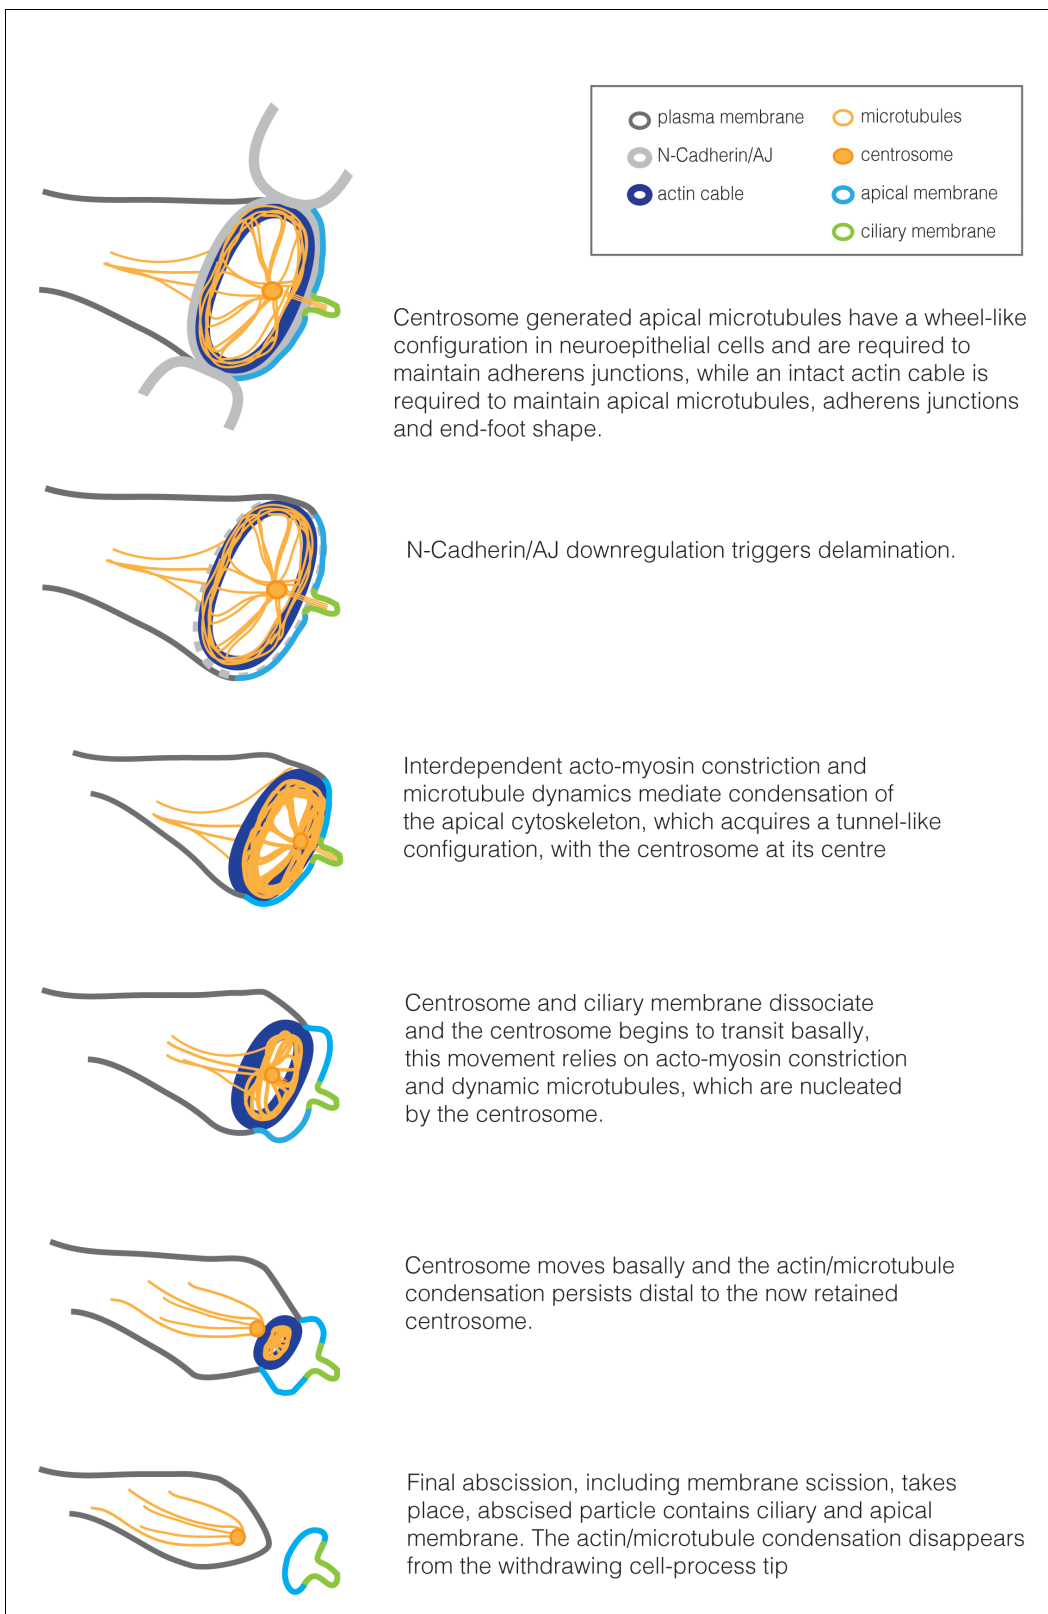 plasma membrane
microtubules
N-Cadherin/AJ
centrosome
actin cable
apical membrane
ciliary membrane
Centrosome generated apical microtubules have a wheel-like
configuration in neuroepithelial cells and are required to
maintain adherens junctions, while an intact actin cable is
required to maintain apical microtubules, adherens junctions
and end-foot shape.
N-Cadherin/AJ downregulation triggers delamination.
Interdependent acto-myosin constriction and
microtubule dynamics mediate condensation of
the apical cytoskeleton, which acquires a tunnel-like
configuration, with the centrosome at its centre
Centrosome and ciliary membrane dissociate
and the centrosome begins to transit basally,
this movement relies on acto-myosin constriction
and dynamic microtubules, which are nucleated
by the centrosome.
Centrosome moves basally and the actin/microtubule
condensation persists distal to the now retained
centrosome.
Final abscission, including membrane scission, takes
place, abscised particle contains ciliary and apical
membrane. The actin/microtubule condensation disappears
from the withdrawing cell-process tip